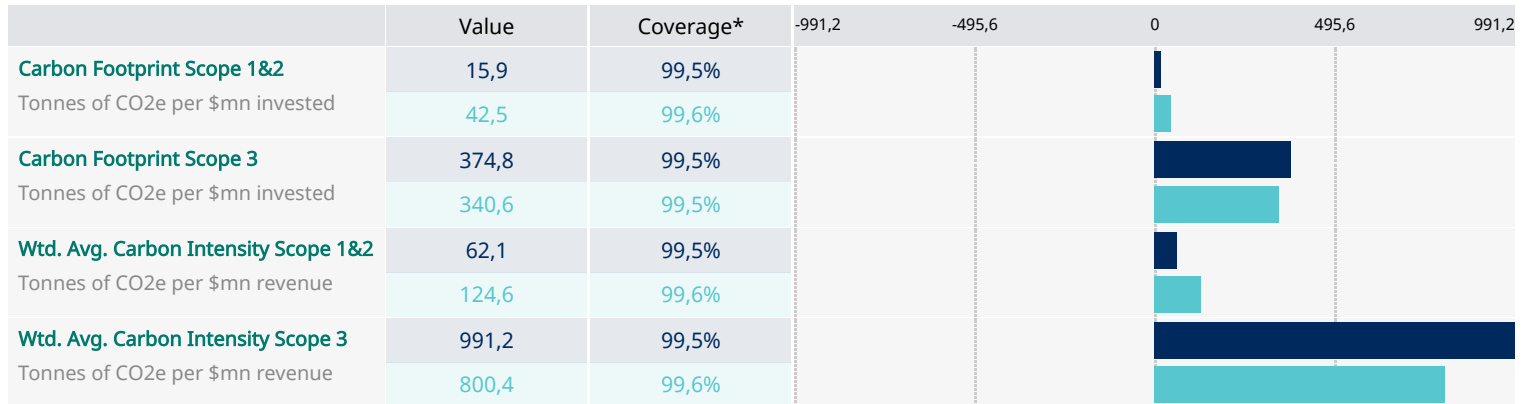 Value Coverage* -991,2 -495,6 0 495,6 991,2
Carbon Footprint Scope 1&2 15,9 99,5%
Tonnes of CO2e per $mn invested 42,5 99,6%
Carbon Footprint Scope 3 374,8 99,5%
Tonnes of CO2e per $mn invested 340,6 99,5%
Wtd. Avg. Carbon Intensity Scope 1&2 62,1 99,5%
Tonnes of CO2e per $mn revenue 124,6 99,6%
Wtd. Avg. Carbon Intensity Scope 3 991,2 99,5%
Tonnes of CO2e per $mn revenue 800,4 99,6%